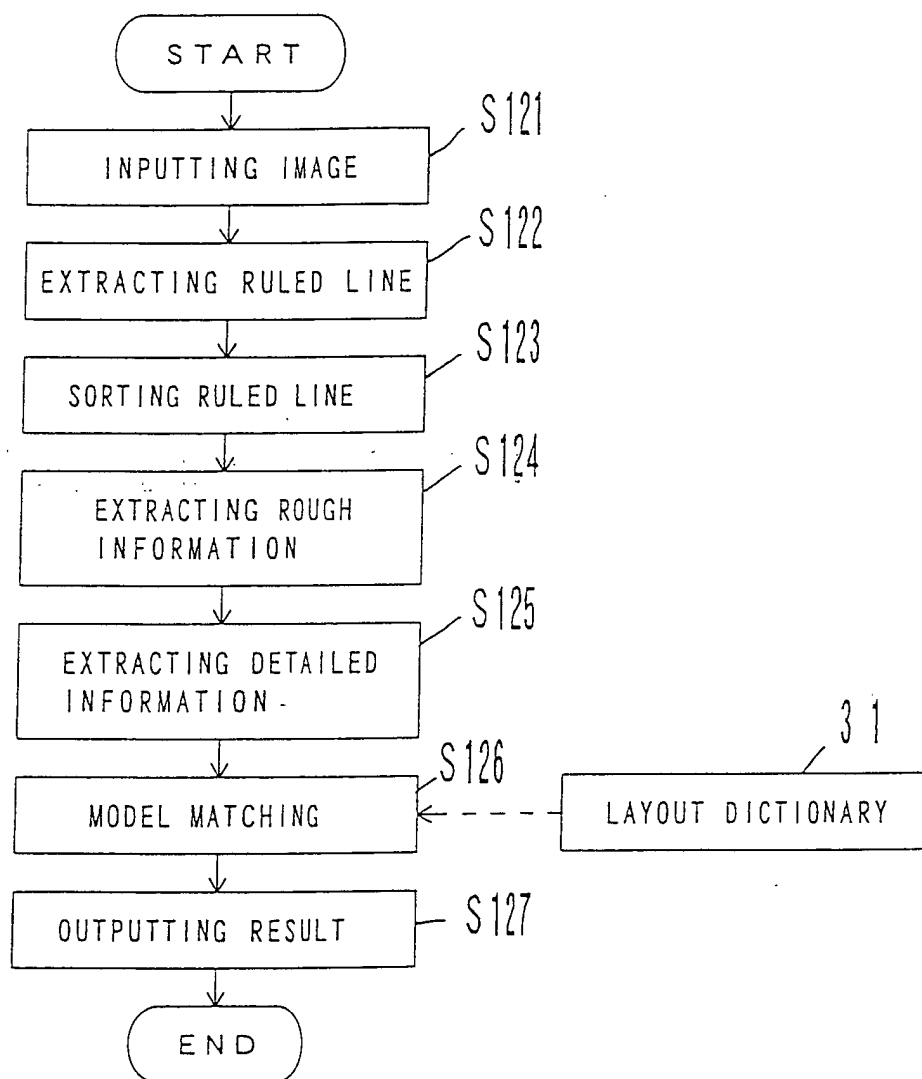 START
S121
INPUTTING IMAGE
S122
EXTRACTING RULED LINE
S123
SORTING RULED LINE
S124
EXTRACTING ROUGH
INFORMATION
S125
EXTRACTING DETAILED
INFORMATION
S126
MODEL MATCHING
31
LAYOUT DICTIONARY
S127
OUTPUTTING RESULT
END